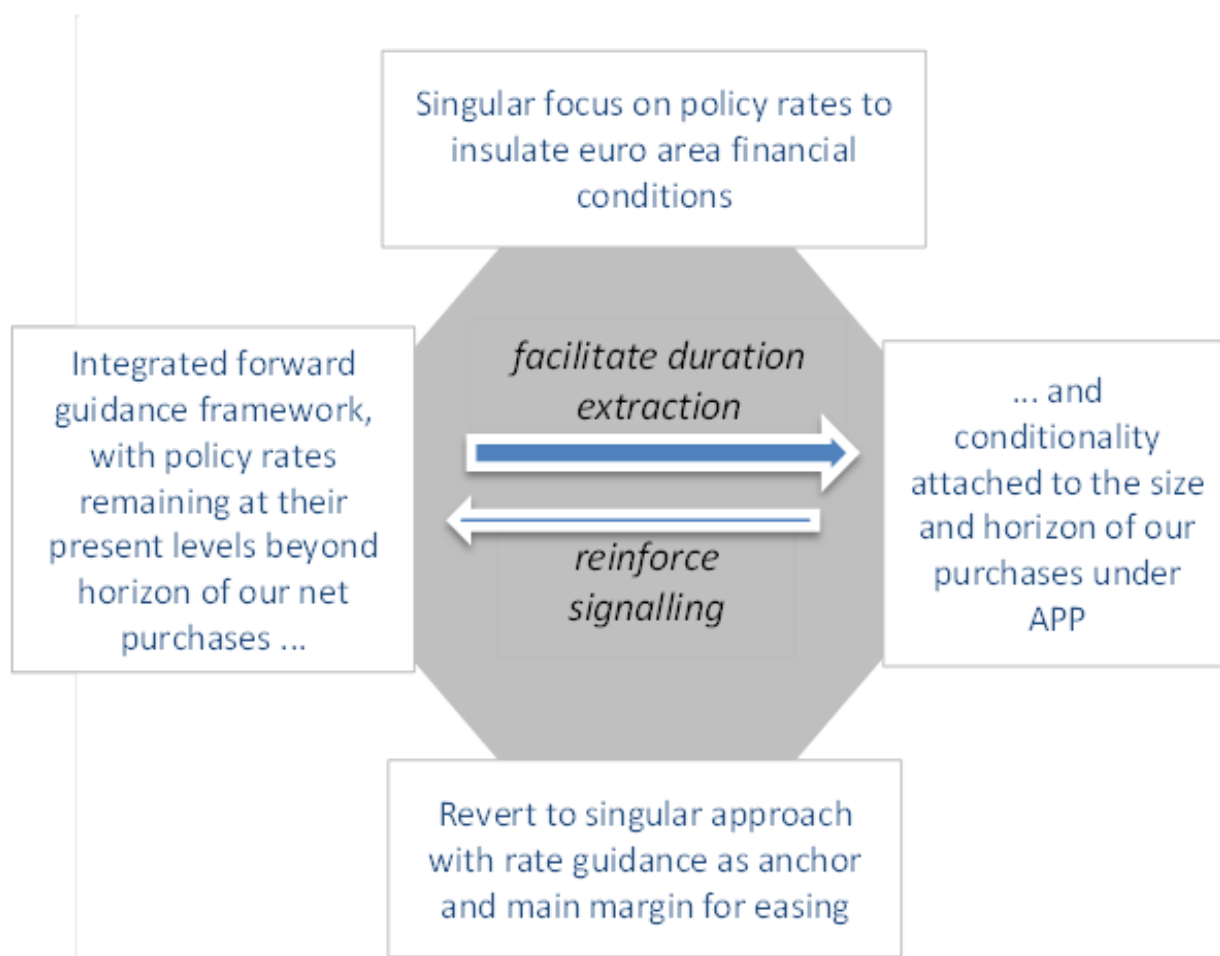 Singular focus on policy rates to
insulate euro area financial
conditions
Integrated forward
guidance framework,
with policy rates
remaining at their
present levels beyond
horizon of our net
purchases ...
facilitate duration
extraction
reinforce
signalling
... and
conditionality
attached to the size
and horizon of our
purchases under
APP
Revert to singular approach
with rate guidance as anchor
and main margin for easing